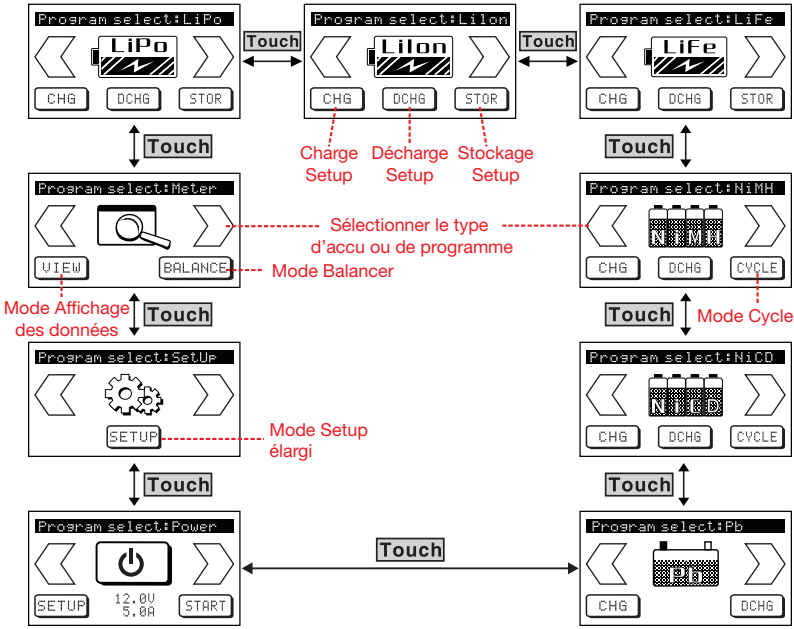 Program select:LiPo
LiPo
CHG DCHG STOR
Touch
Program select:LiIon
LiIon
CHG DCHG STOR
Touch
Program select:LiFe
LiFe
CHG DCHG STOR
Charge
Setup
Décharge
Setup
Stockage
Setup
Touch
Touch
Program select:Meter
VIEW BALANCE
Sélectionner le type
d'accu ou de programme
Mode Balancer
Program select:NiMH
NiMH
CHG DCHG CYCLE
Mode Affichage
des données
Touch
Touch
Mode Cycle
Program select:SetUp
SETUP
Mode Setup
élargi
Program select:NiCD
NiCD
CHG DCHG CYCLE
Touch
Touch
Program select:Power
SETUP 12.0V START
5.0A
Touch
Program select:Pb
Pb
CHG DCHG